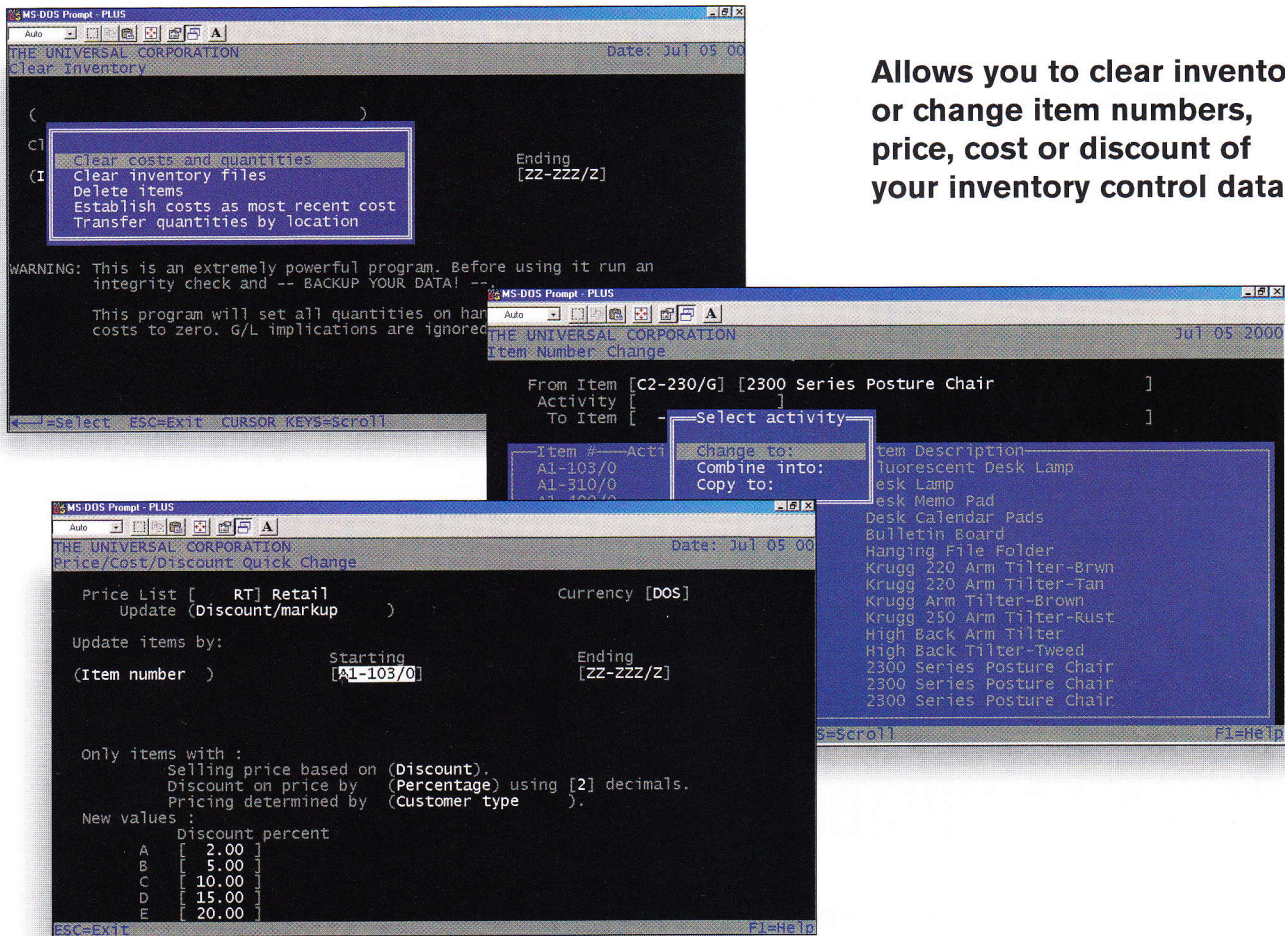 MS-DOS Prompt - PLUS
Auto
A
THE UNIVERSAL CORPORATION Date: Jul 05 00
Clear Inventory
( )
Cl
Clear costs and quantities
Clear inventory files
Delete items
Establish costs as most recent cost
Transfer quantities by location
Ending
(I [ZZ-ZZZ/Z]
WARNING: This is an extremely powerful program. Before using it run an
integrity check and -- BACKUP YOUR DATA! --.
This program will set all quantities on han
costs to zero. G/L implications are ignored
=Select ESC=Exit CURSOR KEYS=Scroll
Allows you to clear invento
or change item numbers,
price, cost or discount of
your inventory control data
MS-DOS Prompt - PLUS
Auto
A
THE UNIVERSAL CORPORATION Jul 05 2000
Item Number Change
From Item [C2-230/G] [2300 Series Posture Chair ]
Activity [ ]
To Item [ - ]
Select activity
Change to:
Combine into:
Copy to:
Item # Acti tem Description
A1-103/0 luorescent Desk Lamp
A1-310/0 esk Lamp
A1-400/0 esk Memo Pad
Desk Calendar Pads
Bulletin Board
Hanging File Folder
Krugg 220 Arm Tilter-Brwn
Krugg 220 Arm Tilter-Tan
Krugg Arm Tilter-Brown
Krugg 250 Arm Tilter-Rust
High Back Arm Tilter
High Back Tilter-Tweed
2300 Series Posture Chair
2300 Series Posture Chair
2300 Series Posture Chair
S=Scroll F1=Help
MS-DOS Prompt - PLUS
Auto
A
THE UNIVERSAL CORPORATION Date: Jul 05 00
Price/Cost/Discount Quick Change
Price List [ RT] Retail Currency [DOS]
Update (Discount/markup )
Update items by:
Starting Ending
(Item number ) [A1-103/0] [ZZ-ZZZ/Z]
Only items with :
Selling price based on (Discount).
Discount on price by (Percentage) using [2] decimals.
Pricing determined by (Customer type ).
New values :
Discount percent
A [ 2.00 ]
B [ 5.00 ]
C [ 10.00 ]
D [ 15.00 ]
E [ 20.00 ]
ESC=Exit F1=Help